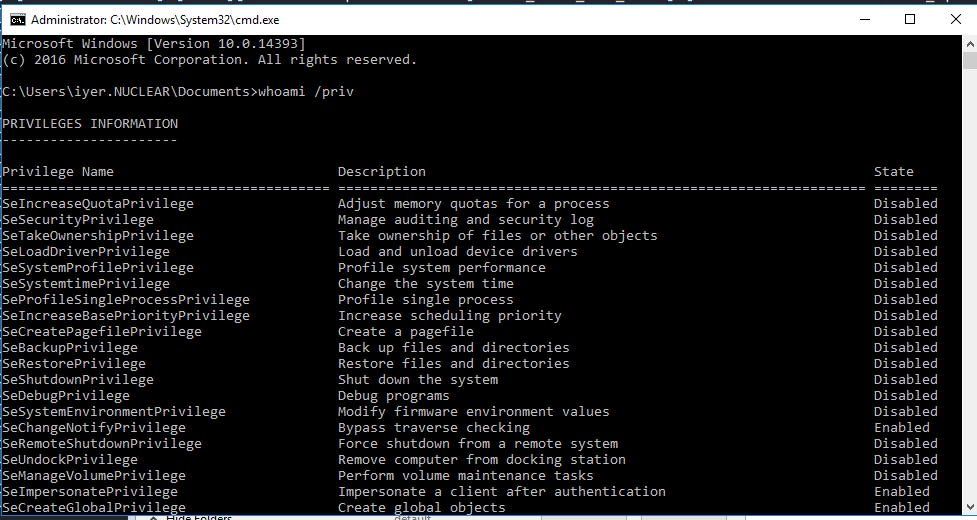 Administrator: C:\Windows\System32\cmd.exe
Microsoft Windows [Version 10.0.14393]
(c) 2016 Microsoft Corporation. All rights reserved.
C:\Users\iyer.NUCLEAR\Documents>whoami /priv
PRIVILEGES INFORMATION
----------------------
Privilege Name Description State
========================================= ================================================================== ========
SeIncreaseQuotaPrivilege Adjust memory quotas for a process Disabled
SeSecurityPrivilege Manage auditing and security log Disabled
SeTakeOwnershipPrivilege Take ownership of files or other objects Disabled
SeLoadDriverPrivilege Load and unload device drivers Disabled
SeSystemProfilePrivilege Profile system performance Disabled
SeSystemtimePrivilege Change the system time Disabled
SeProfileSingleProcessPrivilege Profile single process Disabled
SeIncreaseBasePriorityPrivilege Increase scheduling priority Disabled
SeCreatePagefilePrivilege Create a pagefile Disabled
SeBackupPrivilege Back up files and directories Disabled
SeRestorePrivilege Restore files and directories Disabled
SeShutdownPrivilege Shut down the system Disabled
SeDebugPrivilege Debug programs Disabled
SeSystemEnvironmentPrivilege Modify firmware environment values Disabled
SeChangeNotifyPrivilege Bypass traverse checking Enabled
SeRemoteShutdownPrivilege Force shutdown from a remote system Disabled
SeUndockPrivilege Remove computer from docking station Disabled
SeManageVolumePrivilege Perform volume maintenance tasks Disabled
SeImpersonatePrivilege Impersonate a client after authentication Enabled
SeCreateGlobalPrivilege Create global objects Enabled
Hide Folders default